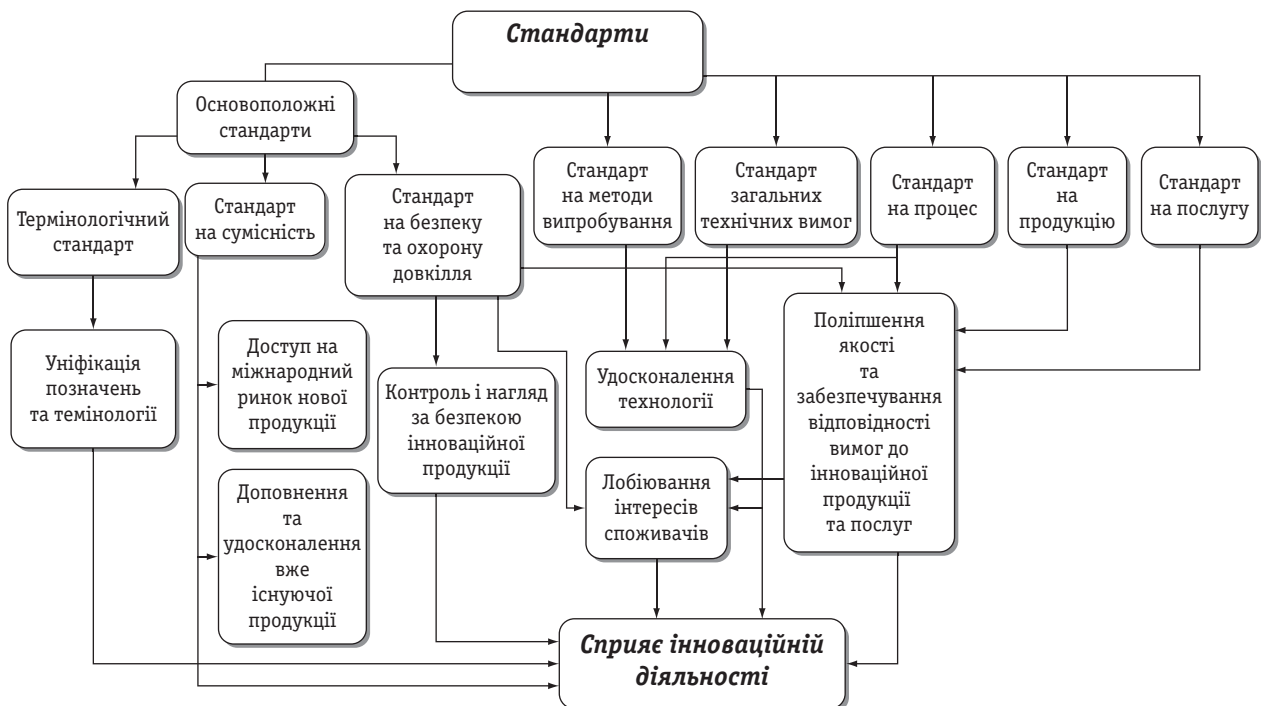 Стандарти
Основоположні
стандарти
Термінологічний
стандарт
Стандарт
на сумісність
Стандарт
на безпеку
та охорону
довкілля
Стандарт
на методи
випробування
Стандарт
загальних
технічних вимог
Стандарт
на процес
Стандарт
на
продукцію
Стандарт
на послугу
Уніфікація
позначень
та темінології
Доступ на
міжнародний
ринок нової
продукції
Контроль і нагляд
за безпекою
інноваційної
продукції
Удосконалення
технології
Поліпшення
якості
та
забезпечування
відповідності
вимог до
інноваційної
продукції
та послуг
Доповнення
та
удосконалення
вже
існуючої
продукції
Лобіювання
інтересів
споживачів
Сприяє інноваційній
діяльності